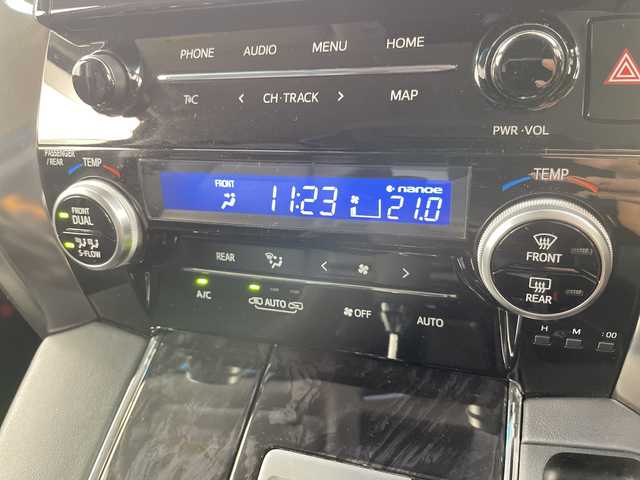 PHONE AUDIO MENU HOME
CH·TRACK MAP
PWR·VOL
PASSENGER
/REAR
TEMP
TEMP
FRONT
11:23
nanoe
21.0
FRONT
DUAL
S-FLOW
FRONT
REAR
REAR
A/C
AUTO
OFF
AUTO
H M :00